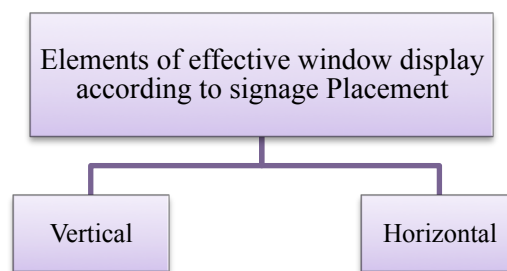 Elements of effective window display
according to signage Placement
Vertical
Horizontal